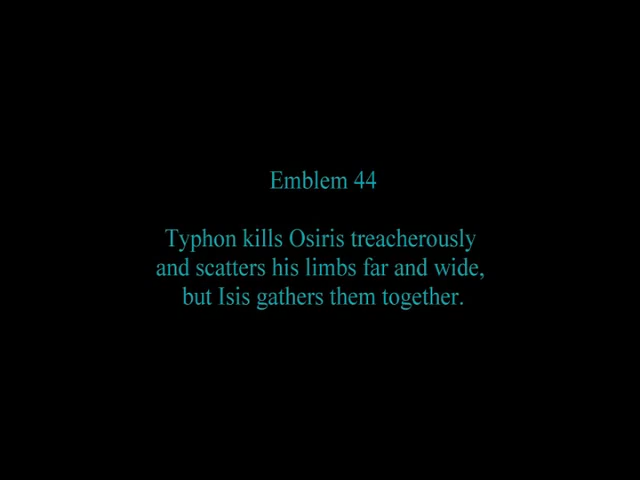 Emblem 44
Typhon kills Osiris treacherously
and scatters his limbs far and wide,
but Isis gathers them together.